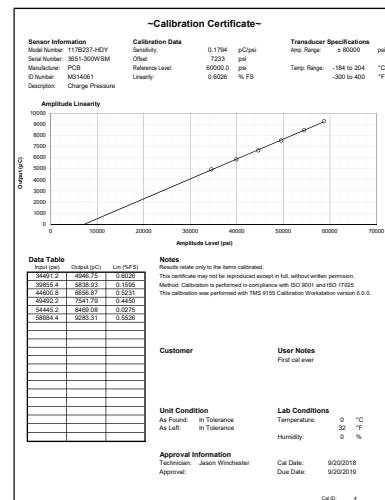 ~Calibration Certificate~
Sensor Information
Model Number: 117B237-HDY
Serial Number: 3651-300WSM
Manufacturer: PCB
ID Number: M314061
Description: Charge Pressure
Calibration Data
Sensitivity: 0.1794 pC/psi
Offset: 7233 psi
Reference Level: 60000.0 psi
Linearity: 0.6026 % FS
Transducer Specifications
Amp. Range: ± 80000 psi
Temp. Range: -184 to 204 °C
-300 to 400 °F
Amplitude Linearity
Output (pC)
10000
9000
8000
7000
6000
5000
4000
3000
2000
1000
0
0 10000 20000 30000 40000 50000 60000 70000
Amplitude Level (psi)
Data Table
Input (psi) Output (pC) Lin (%FS)
34491.2 4946.75 0.6026
39855.4 5838.93 0.1595
44600.8 6656.87 0.5231
49492.2 7541.79 0.4450
54445.2 8469.08 0.0275
58684.4 9283.31 0.5526
Notes
Results relate only to the items calibrated.
This certificate may not be reproduced except in full, without written permision.
Method: Calibration is performed in compliance with ISO 9001 and ISO 17025
This calibration was performed with TMS 9155 Calibration Workstation version 6.0.0.
Customer
User Notes
First cal ever
Unit Condition
As Found: In Tolerance
As Left: In Tolerance
Lab Conditions
Temperature: 0 °C
32 °F
Humidity: 0 %
Approval Information
Technician: Jason Winchester
Approval:
Cal Date: 9/20/2018
Due Date: 9/20/2019
Cal ID: 4